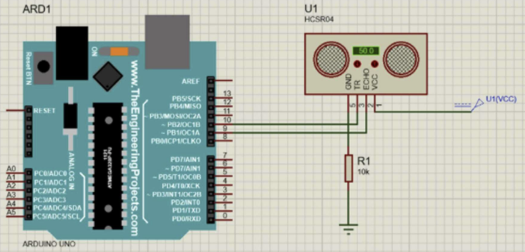 ARD1
U1
HCSR04
50.0
GND
TR
ECHO
VCC
U1(VCC)
R1
10k
Reset BTN
ON
www.TheEngineeringProjects.com
ANALOG IN
RESET
AREF
PB5/SCK 13
PB4/MISO 12
~PB3/MOSI/OC2A 11
~PB2/OC1B 10
~PB1/OC1A 9
PB0/CLKO/ICP1 8
PD7/AIN1 7
~PD6/AIN0 6
~PD5/T1/OC0B 5
PD4/T0/XCK 4
~PD3/INT1/OC2B 3
PD2/INT0 2
PD1/TXD 1
PD0/RXD 0
A0 PC0/ADC0
A1 PC1/ADC1
A2 PC2/ADC2
A3 PC3/ADC3
A4 PC4/ADC4/SDA
A5 PC5/ADC5/SCL
ARDUINO UNO